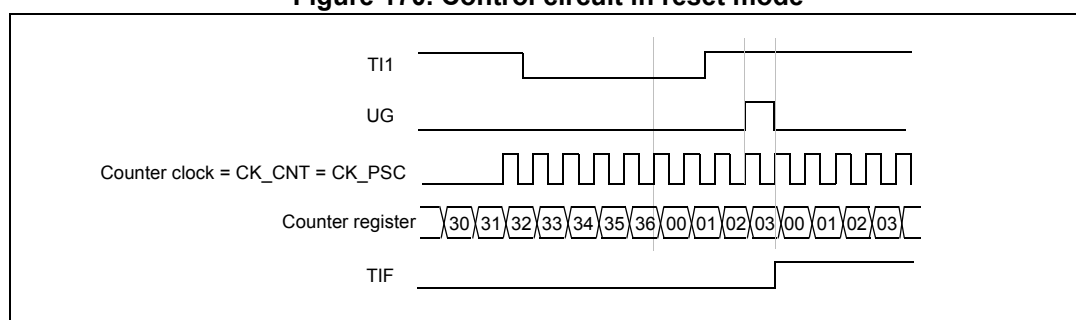 Figure 170. Control circuit in reset mode
TI1
UG
Counter clock = CK_CNT = CK_PSC
Counter register 30 31 32 33 34 35 36 00 01 02 03 00 01 02 03
TIF